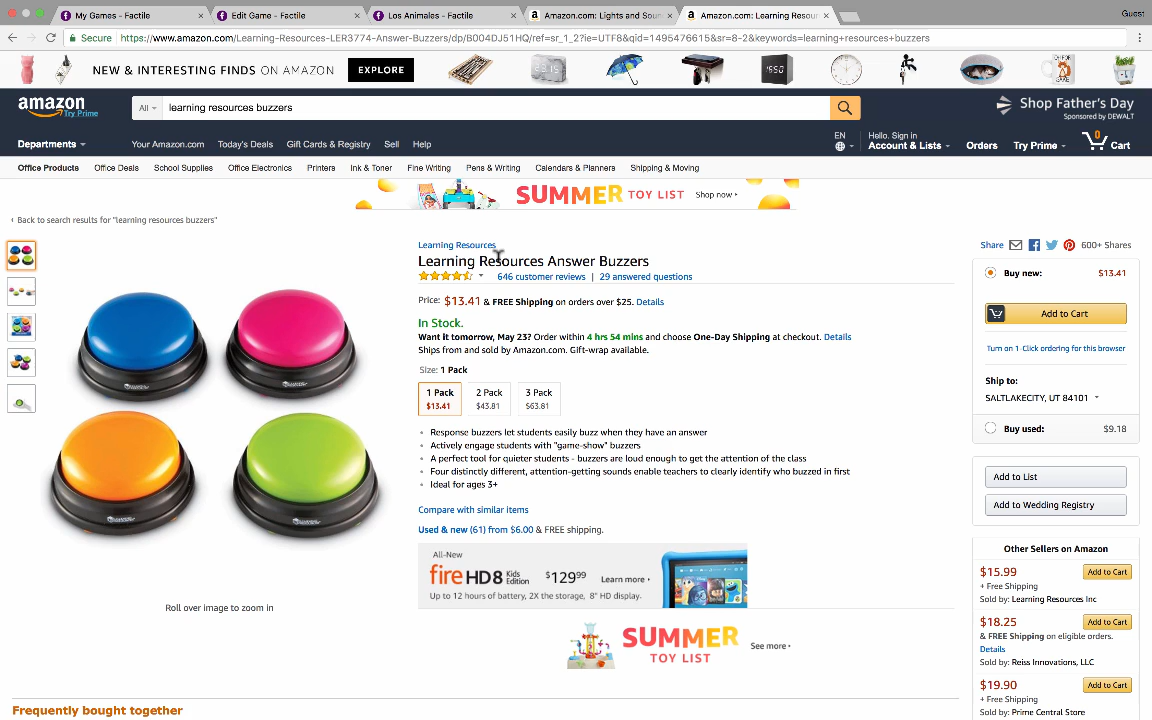 My Games - Factile
Edit Game - Factile
Los Animales - Factile
Amazon.com: Lights and Soun
Amazon.com: Learning Resour
Guest
Secure https://www.amazon.com/Learning-Resources-LER3774-Answer-Buzzers/dp/B004DJ51HQ/ref=sr_1_2?ie=UTF8&qid=1495476615&sr=8-2&keywords=learning+resources+buzzers
NEW & INTERESTING FINDS ON AMAZON EXPLORE
amazon
Try Prime
All
learning resources buzzers
Shop Father's Day
Sponsored by DEWALT
Departments
Your Amazon.com Today's Deals Gift Cards & Registry Sell Help
EN
Hello. Sign in
Account & Lists
Orders
Try Prime
0
Cart
Office Products Office Deals School Supplies Office Electronics Printers Ink & Toner Fine Writing Pens & Writing Calendars & Planners Shipping & Moving
SUMMER TOY LIST Shop now
‹ Back to search results for "learning resources buzzers"
Learning Resources
Learning Resources Answer Buzzers
646 customer reviews | 29 answered questions
Price: $13.41 & FREE Shipping on orders over $25. Details
In Stock.
Want it tomorrow, May 23? Order within 4 hrs 54 mins and choose One-Day Shipping at checkout. Details
Ships from and sold by Amazon.com. Gift-wrap available.
Size: 1 Pack
1 Pack
$13.41
2 Pack
$43.81
3 Pack
$63.81
• Response buzzers let students easily buzz when they have an answer
• Actively engage students with "game-show" buzzers
• A perfect tool for quieter students - buzzers are loud enough to get the attention of the class
• Four distinctly different, attention-getting sounds enable teachers to clearly identify who buzzed in first
• Ideal for ages 3+
Compare with similar items
Used & new (61) from $6.00 & FREE shipping.
All-New
fire HD8 Kids Edition $129.99 Learn more
Up to 12 hours of battery, 2X the storage, 8" HD display.
SUMMER
TOY LIST
See more
Roll over image to zoom in
Frequently bought together
Share 600+ Shares
Buy new: $13.41
Add to Cart
Turn on 1-Click ordering for this browser
Ship to:
SALTLAKECITY, UT 84101
Buy used: $9.18
Add to List
Add to Wedding Registry
Other Sellers on Amazon
$15.99 Add to Cart
+ Free Shipping
Sold by: Learning Resources Inc
$18.25 Add to Cart
& FREE Shipping on eligible orders.
Details
Sold by: Reiss Innovations, LLC
$19.90 Add to Cart
+ Free Shipping
Sold by: Prime Central Store